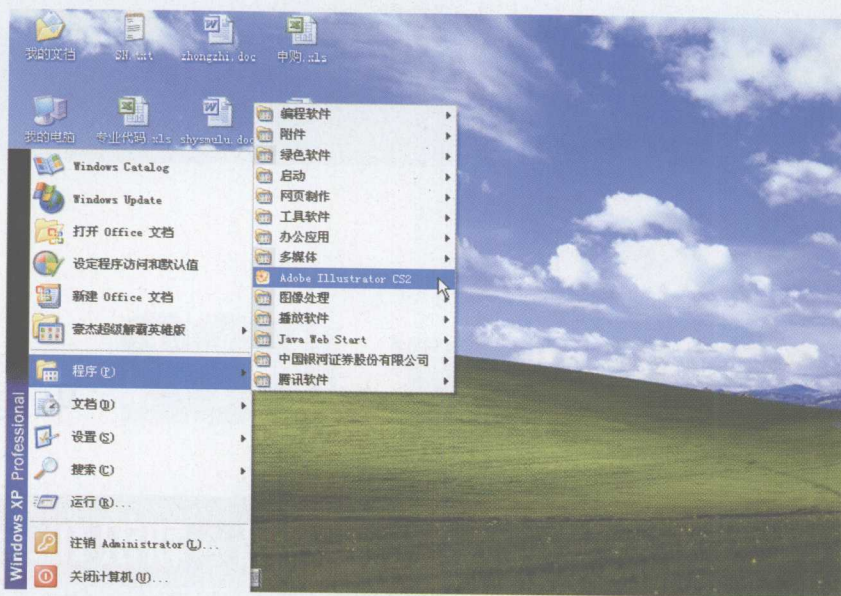 我的文档
SN.txt
zhongzhi.doc
申购.xls
我的电脑
专业代码.xls
shysmulu.doc
Windows Catalog
Windows Update
打开 Office 文档
设定程序访问和默认值
新建 Office 文档
豪杰超级解霸英雄版
程序(P)
文档(D)
设置(S)
搜索(C)
运行(R)...
注销 Administrator(L)...
关闭计算机(U)...
Windows XP Professional
编程软件
附件
绿色软件
启动
网页制作
工具软件
办公应用
多媒体
Adobe Illustrator CS2
图像处理
播放软件
Java Web Start
中国银河证券股份有限公司
腾讯软件